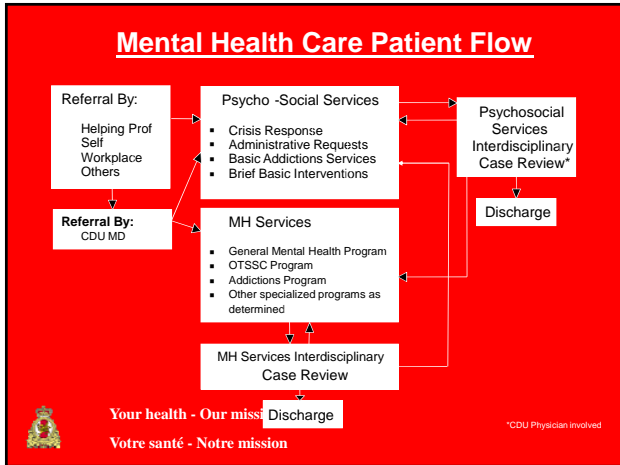 Mental Health Care Patient Flow
Referral By:
Helping Prof
Self
Workplace
Others
Referral By:
CDU MD
Psycho -Social Services
▪ Crisis Response
▪ Administrative Requests
▪ Basic Addictions Services
▪ Brief Basic Interventions
MH Services
▪ General Mental Health Program
▪ OTSSC Program
▪ Addictions Program
▪ Other specialized programs as
determined
MH Services Interdisciplinary
Case Review
Discharge
Psychosocial
Services
Interdisciplinary
Case Review*
Discharge
Your health - Our missi
Votre santé - Notre mission
*CDU Physician involved